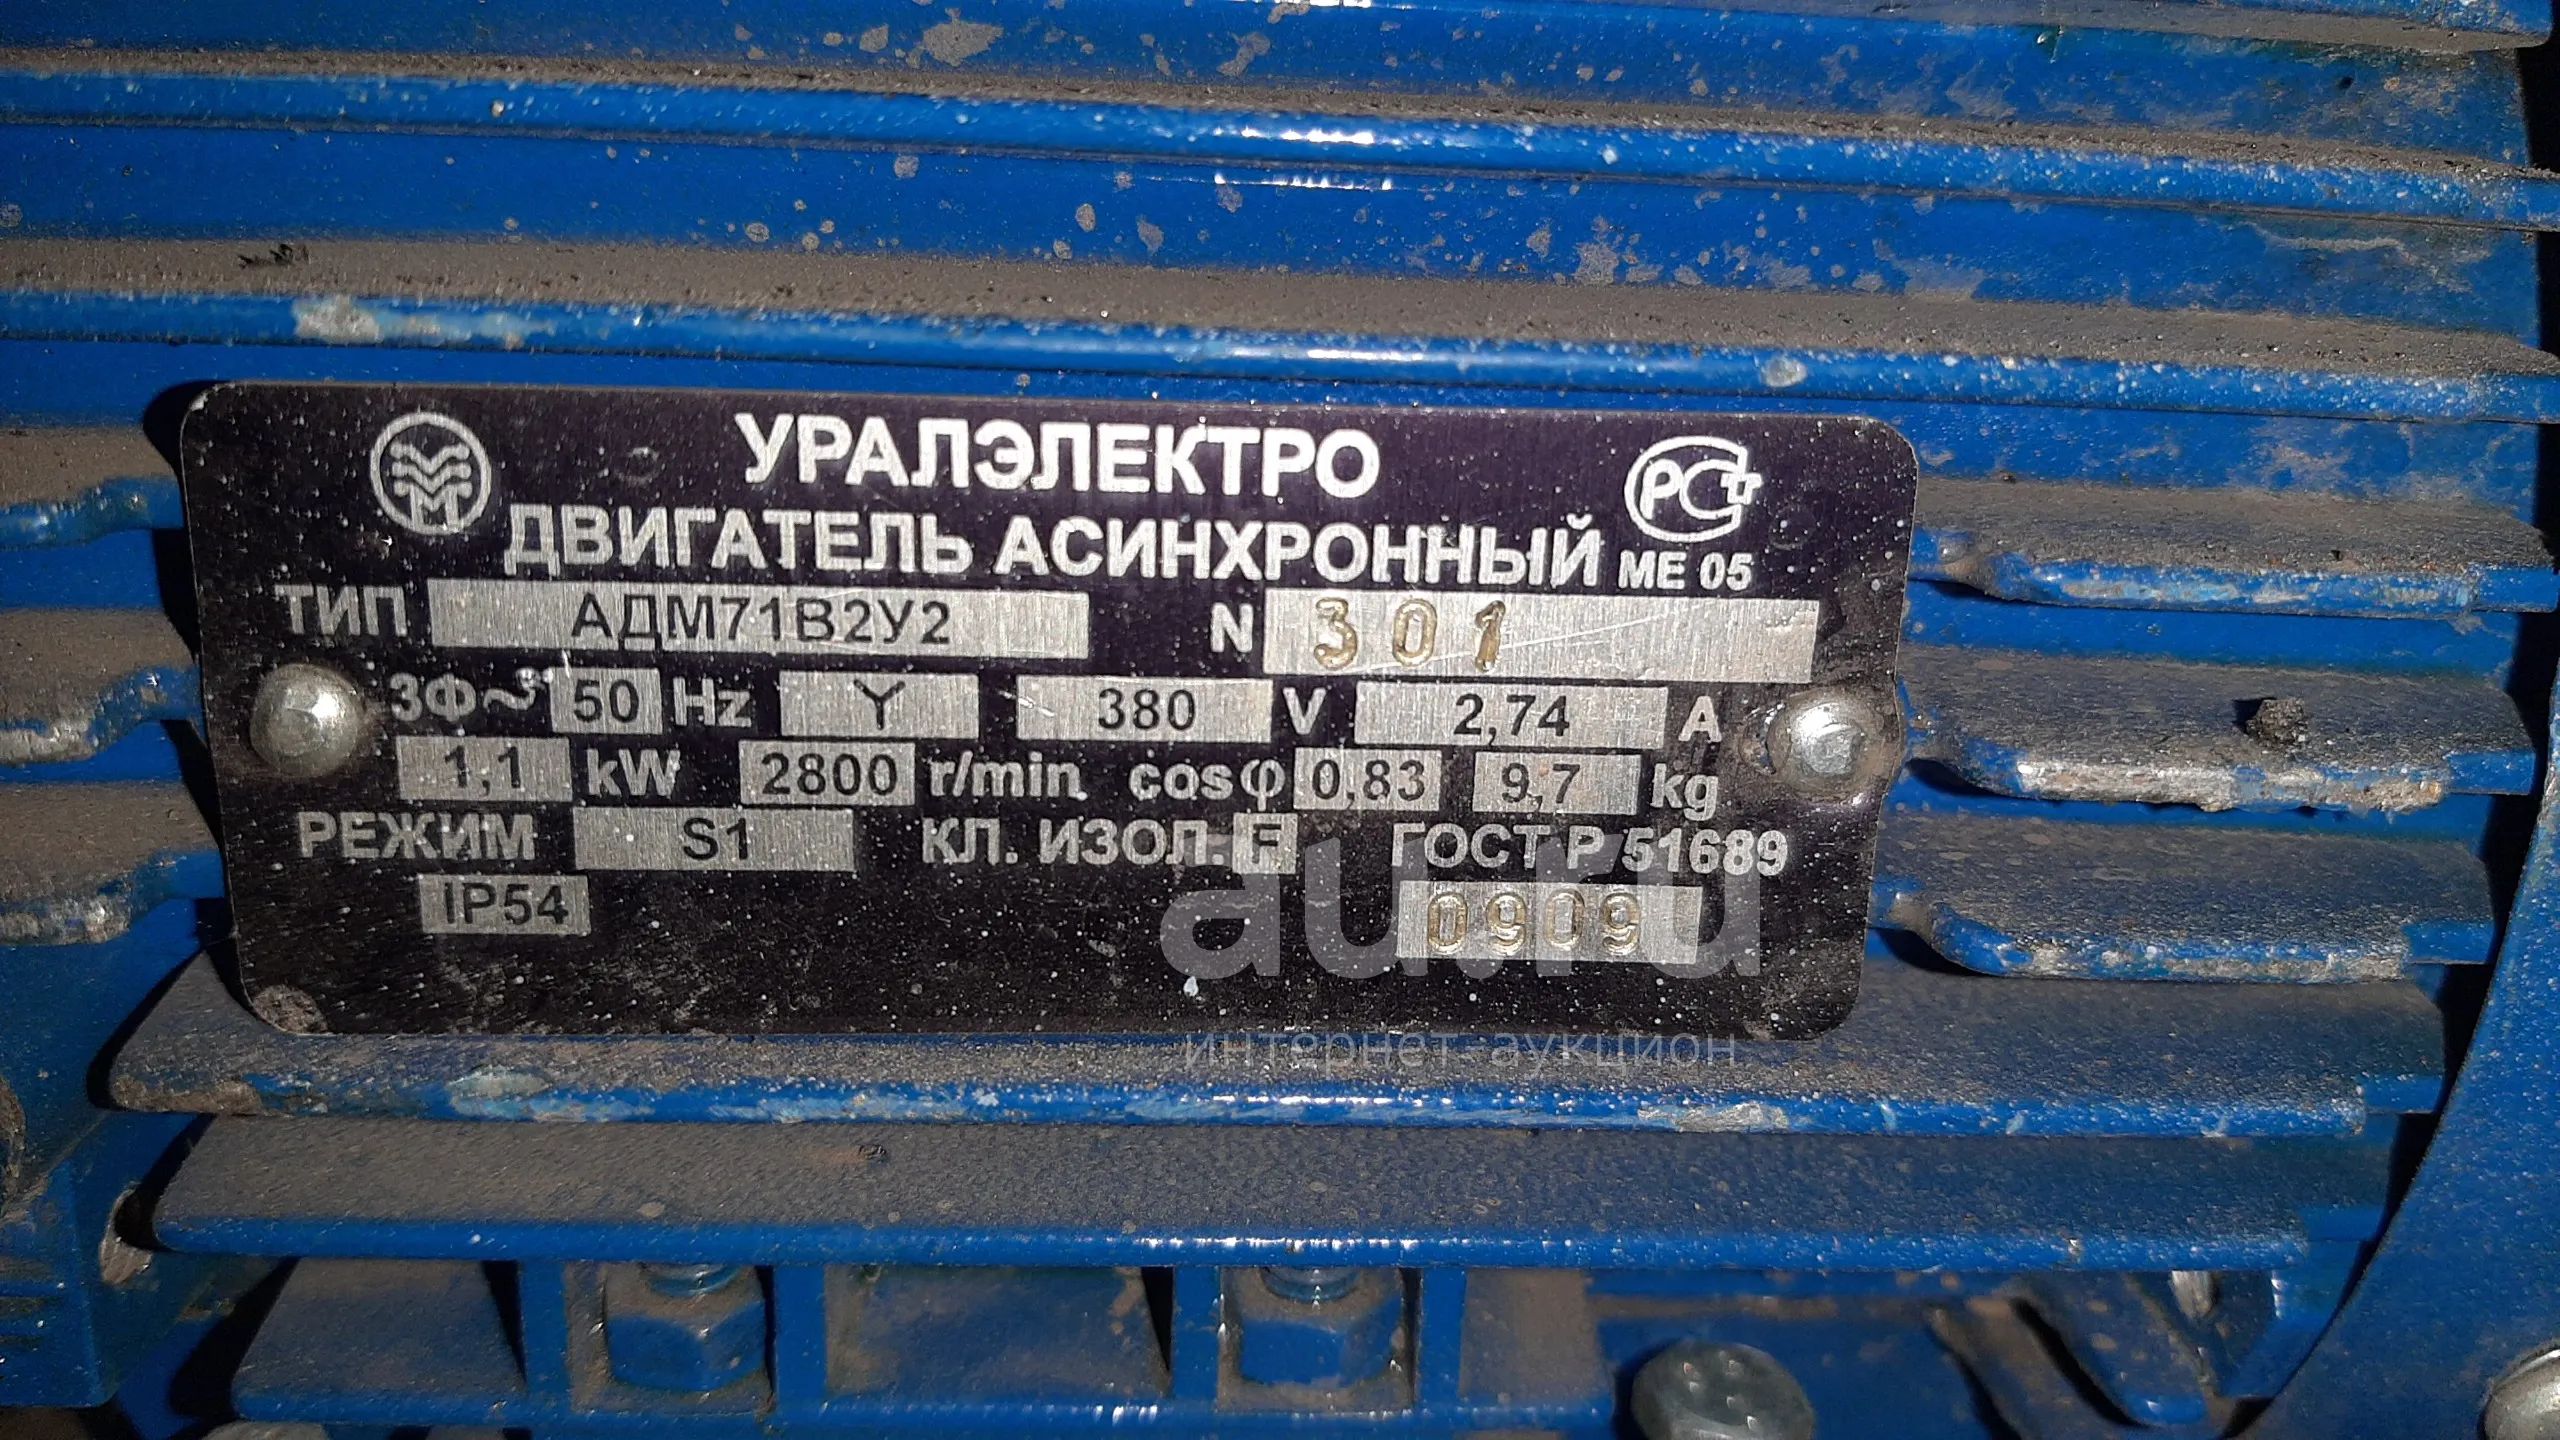 УРАЛЭЛЕКТРО
ДВИГАТЕЛЬ АСИНХРОННЫЙ
РСТ
МЕ 05
ТИП АДМ71В2У2 N 301
3Ф~ 50 Hz Y 380 V 2,74 A
1,1 kW 2800 r/min cosφ 0,83 9,7 kg
РЕЖИМ S1 КЛ. ИЗОЛ. F ГОСТ Р 51689
IP54 0909
au.ru
интернет-аукцион